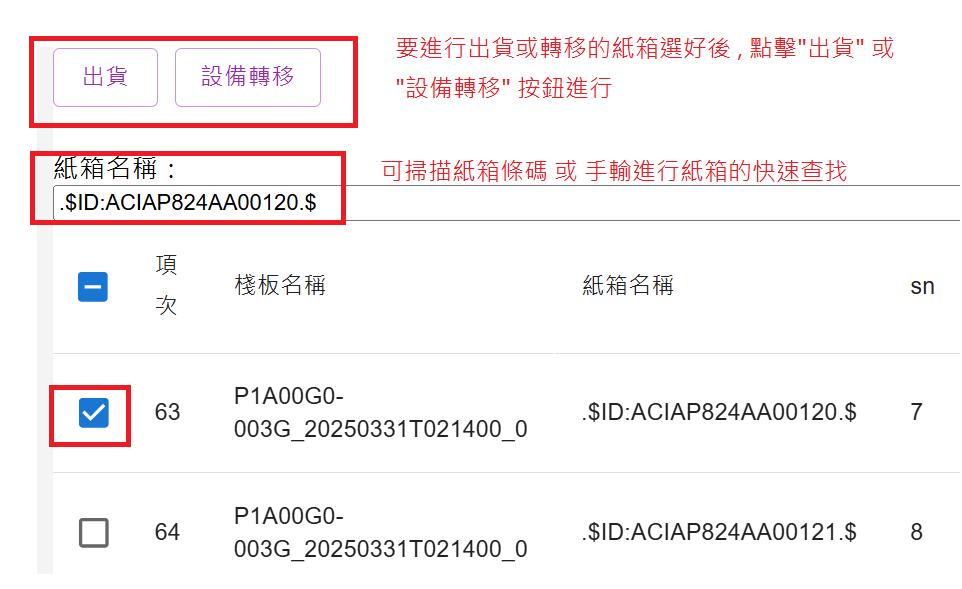 出貨 設備轉移
要進行出貨或轉移的紙箱選好後 , 點擊"出貨" 或
"設備轉移" 按鈕進行
紙箱名稱：
可掃描紙箱條碼 或 手輸進行紙箱的快速查找
.$ID:ACIAP824AA00120.$
項次 棧板名稱 紙箱名稱 sn
63 P1A00G0-
003G_20250331T021400_0 .$ID:ACIAP824AA00120.$ 7
64 P1A00G0-
003G_20250331T021400_0 .$ID:ACIAP824AA00121.$ 8